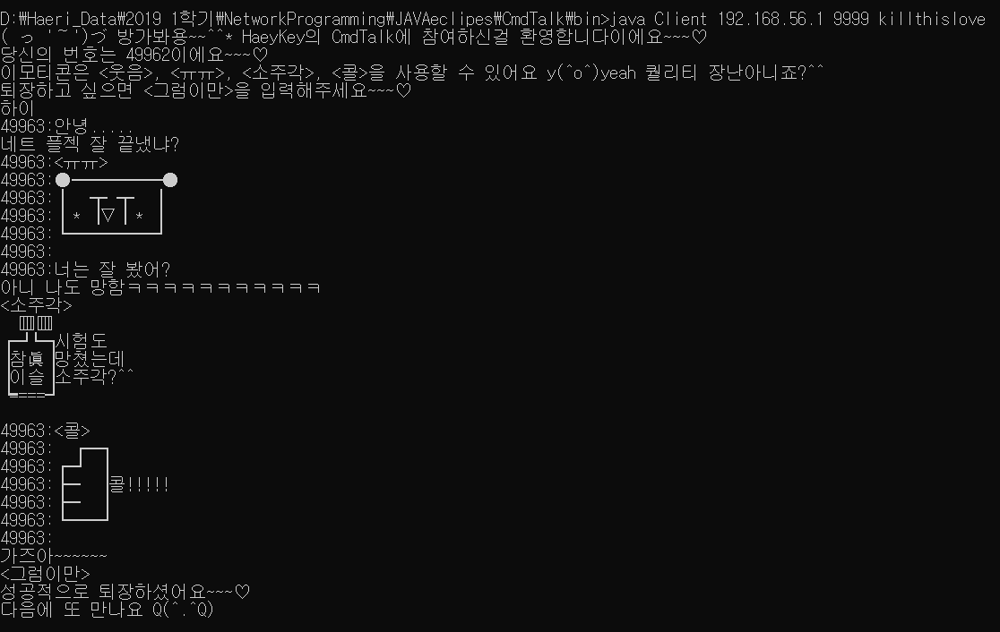 D:\Haeri_Data\2019 1학기\NetworkProgramming\JAVAeclipes\CmdTalk\bin>java Client 192.168.56.1 9999 killthislove
( っ '~')づ 방가봐용~~^^* HaeyKey의 CmdTalk에 참여하신걸 환영합니다이에요~~~♡
당신의 번호는 49962이에요~~~♡
이모티콘은 <웃음>, <ㅠㅠ>, <소주각>, <콜>을 사용할 수 있어요 y(^o^)yeah 퀄리티 장난아니죠?^^
퇴장하고 싶으면 <그럼이만>을 입력해주세요~~~♡
하이
49963:안녕.....
네트 플젝 잘 끝냈냐?
49963:<ㅠㅠ>
49963:●━━━━━●
49963:┃ ┬ ┬ ┃
49963:┃ * │▽│ * ┃
49963:┗━━━━━┛
49963:
49963:너는 잘 봤어?
아니 나도 망함ㅋㅋㅋㅋㅋㅋㅋㅋㅋㅋㅋ
<소주각>
▥▥
┏┛┗┓시험도
┃참眞┃망쳤는데
┃이슬┃소주각?^^
┗====┛
49963:<콜>
49963: ┏━┓
49963:┏┛ ┃
49963:┣━ ┃콜!!!!!
49963:┣━ ┃
49963:┗━━┛
49963:
가즈아~~~~~~
<그럼이만>
성공적으로 퇴장하셨어요~~~♡
다음에 또 만나요 Q(^.^Q)